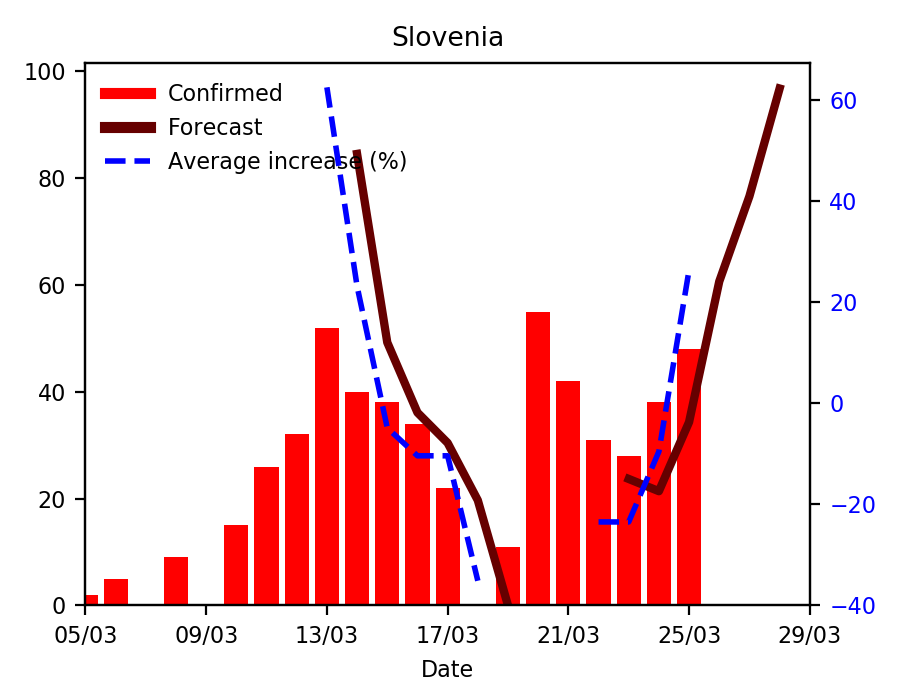 Slovenia
Confirmed
Forecast
Average increase (%)
100
80
60
40
20
0
60
40
20
0
−20
−40
05/03 09/03 13/03 17/03 21/03 25/03 29/03
Date